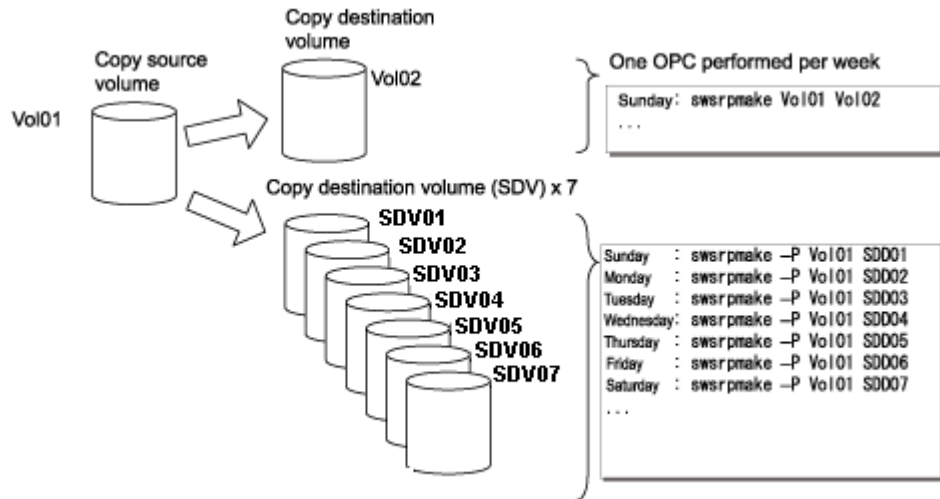 Copy destination
volume
Copy source
volume
Vol01
Vol02
One OPC performed per week
Sunday: swsrpmake Vol01 Vol02
...
Copy destination volume (SDV) x 7
SDV01
SDV02
SDV03
SDV04
SDV05
SDV06
SDV07
Sunday : swsrpmake –P Vol01 SDD01
Monday : swsrpmake –P Vol01 SDD02
Tuesday : swsrpmake –P Vol01 SDD03
Wednesday: swsrpmake –P Vol01 SDD04
Thursday : swsrpmake –P Vol01 SDD05
Friday : swsrpmake –P Vol01 SDD06
Saturday : swsrpmake –P Vol01 SDD07
...